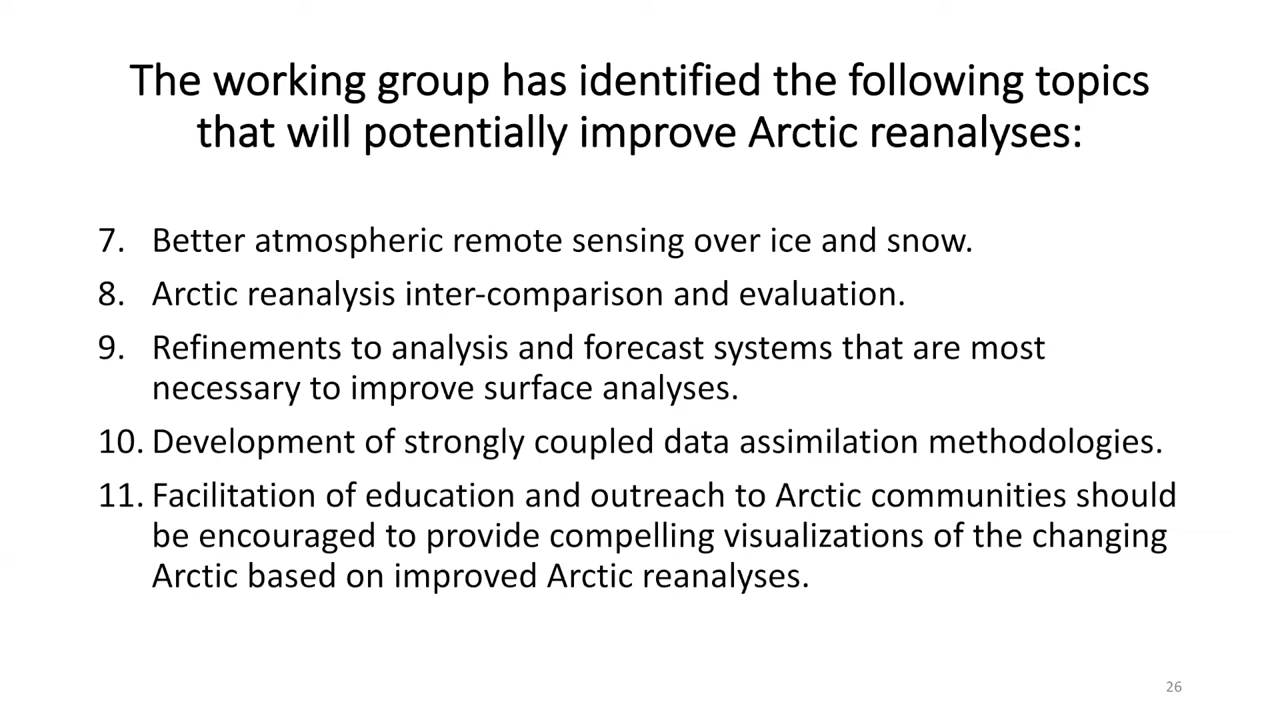 The working group has identified the following topics
that will potentially improve Arctic reanalyses:
7. Better atmospheric remote sensing over ice and snow.
8. Arctic reanalysis inter-comparison and evaluation.
9. Refinements to analysis and forecast systems that are most
necessary to improve surface analyses.
10. Development of strongly coupled data assimilation methodologies.
11. Facilitation of education and outreach to Arctic communities should
be encouraged to provide compelling visualizations of the changing
Arctic based on improved Arctic reanalyses.
26